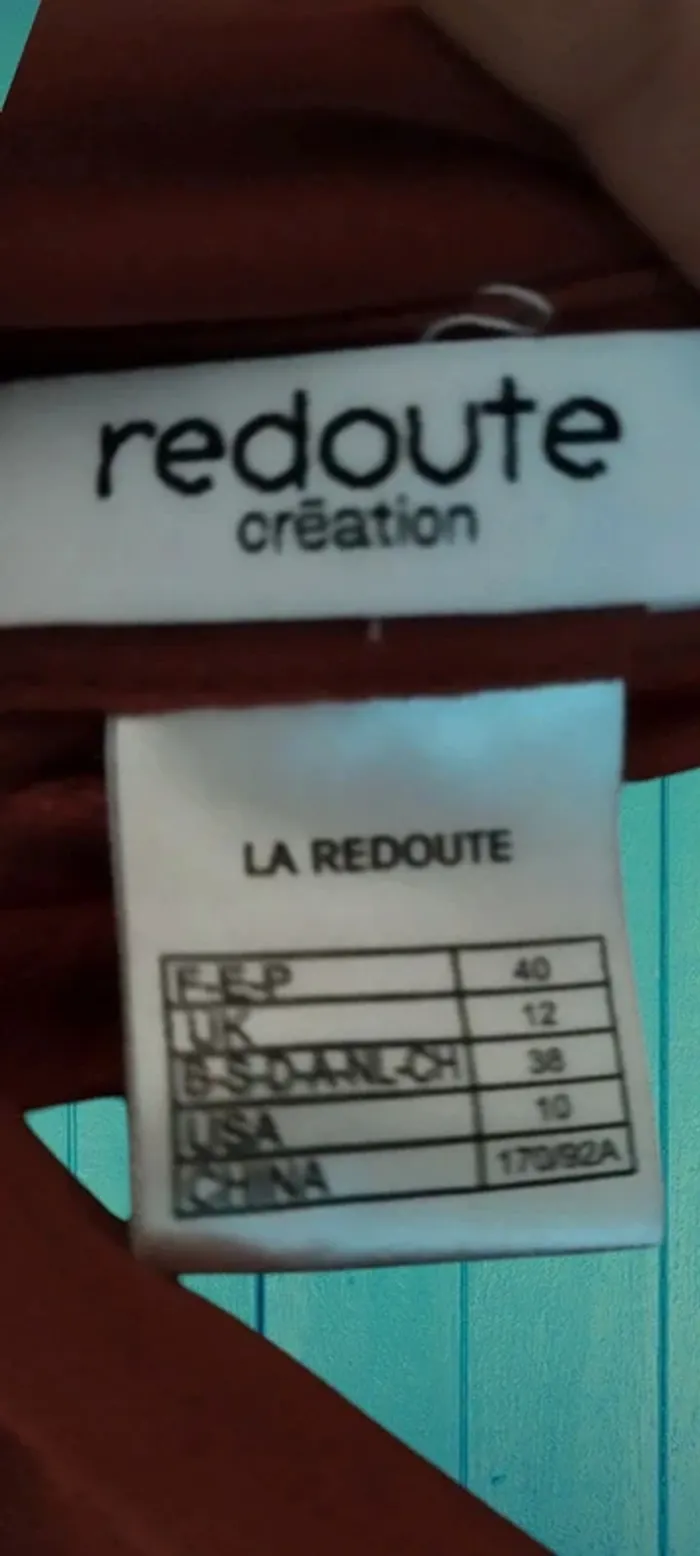 redoute
création
LA REDOUTE
F-E-P 40
UK 12
S-D-A-NL-CH 38
USA 10
CHINA 170/92A